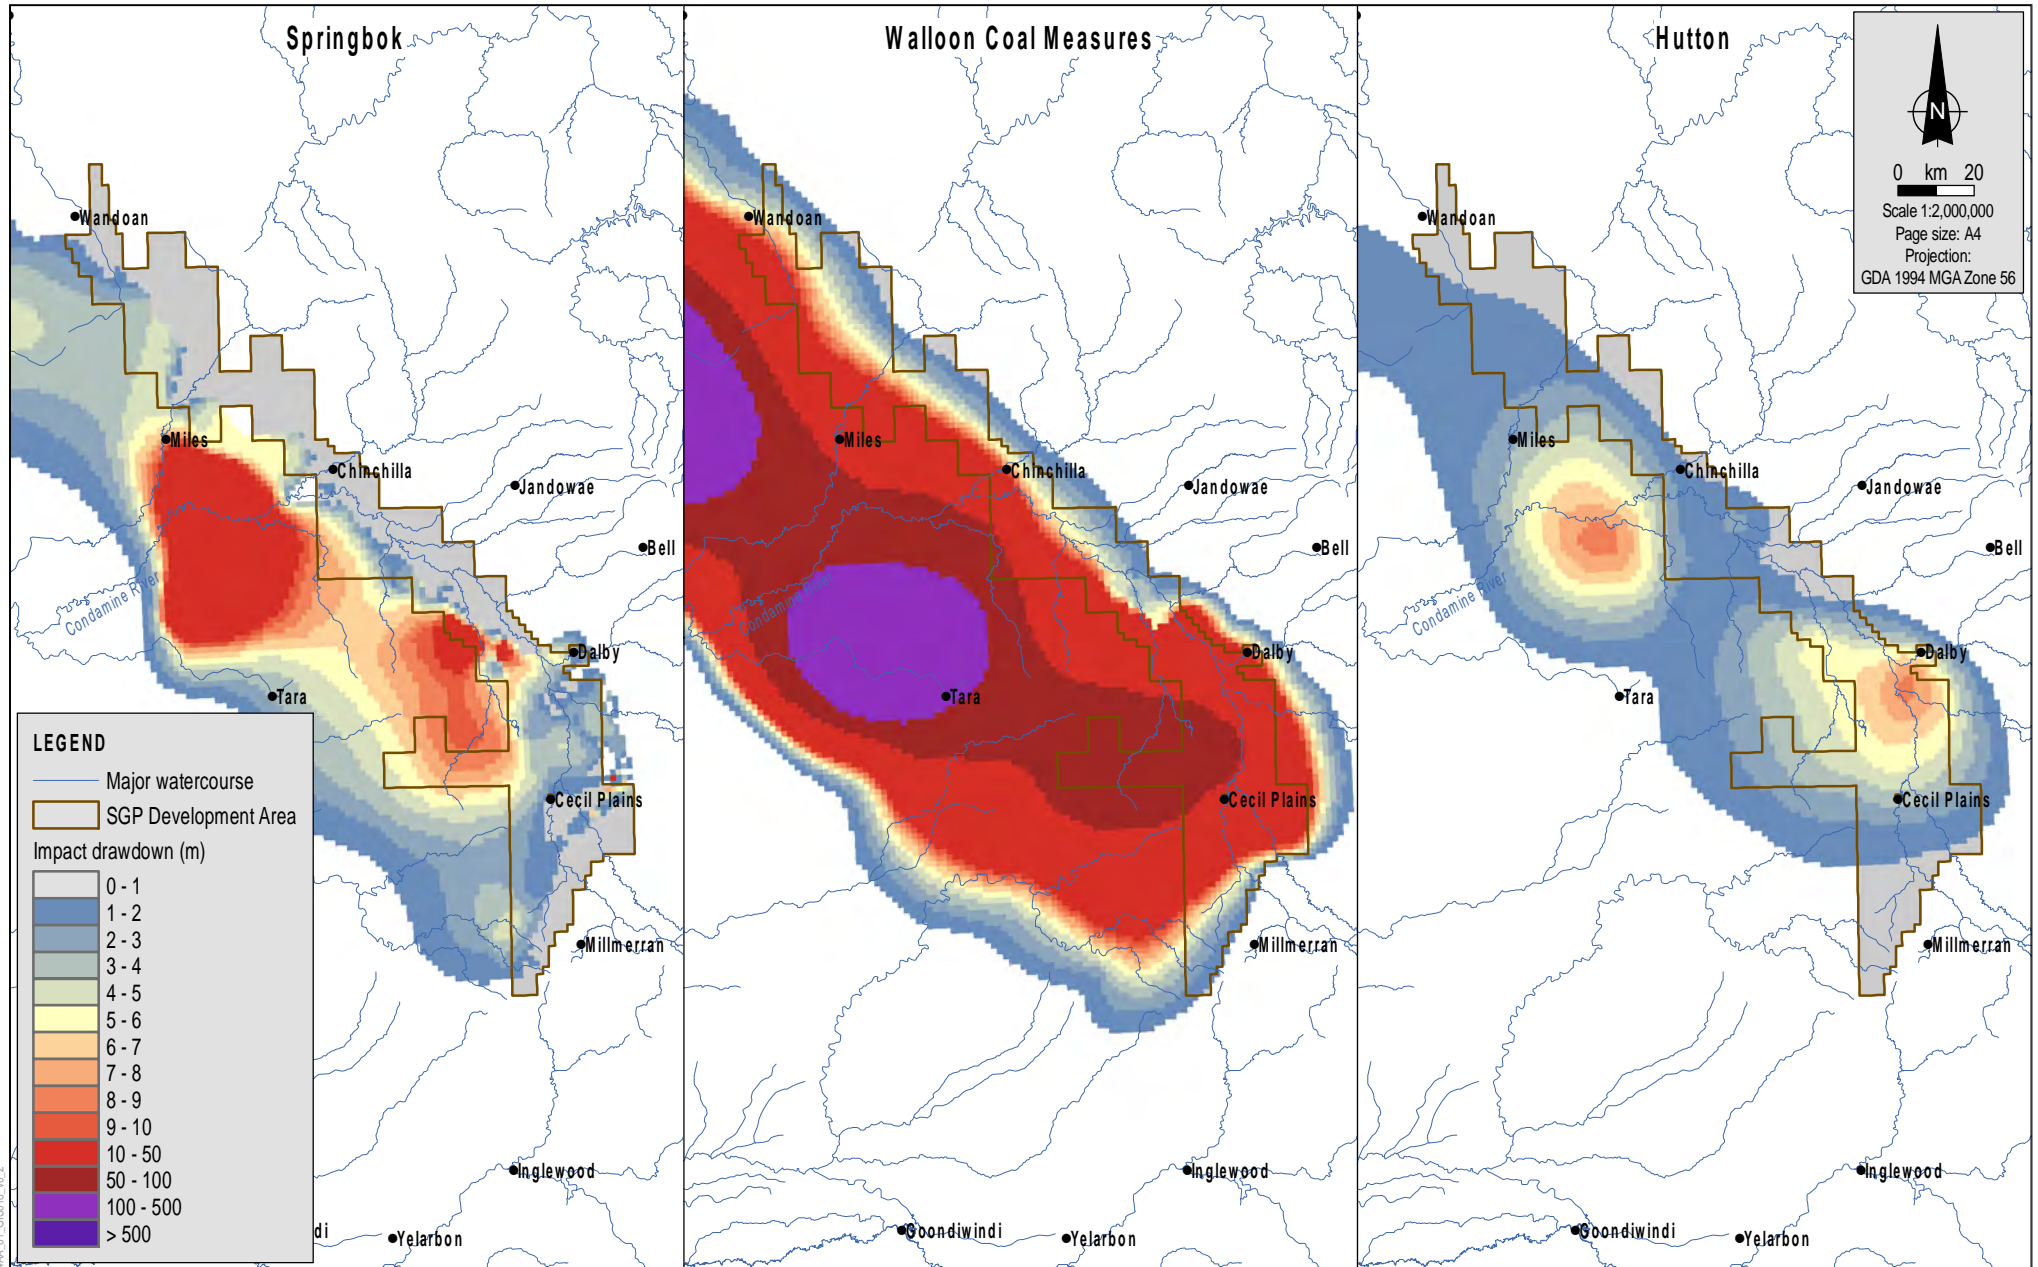 Springbok
Wandoan
Miles
Chinchilla
Jandowae
Bell
Condamine River
Dalby
Tara
Cecil Plains
Millmerran
Inglewood
Yelarbon
ndi
LEGEND
Major watercourse
SGP Development Area
Impact drawdown (m)
0 - 1
1 - 2
2 - 3
3 - 4
4 - 5
5 - 6
6 - 7
7 - 8
8 - 9
9 - 10
10 - 50
50 - 100
100 - 500
> 500
Walloon Coal Measures
Wandoan
Miles
Chinchilla
Jandowae
Bell
Condamine River
Dalby
Tara
Cecil Plains
Millmerran
Inglewood
Goondiwindi
Yelarbon
Hutton
Wandoan
Miles
Chinchilla
Jandowae
Bell
Condamine River
Dalby
Tara
Cecil Plains
Millmerran
Inglewood
Goondiwindi
Yelarbon
N
0 km 20
Scale 1:2,000,000
Page size: A4
Projection:
GDA 1994 MGA Zone 56